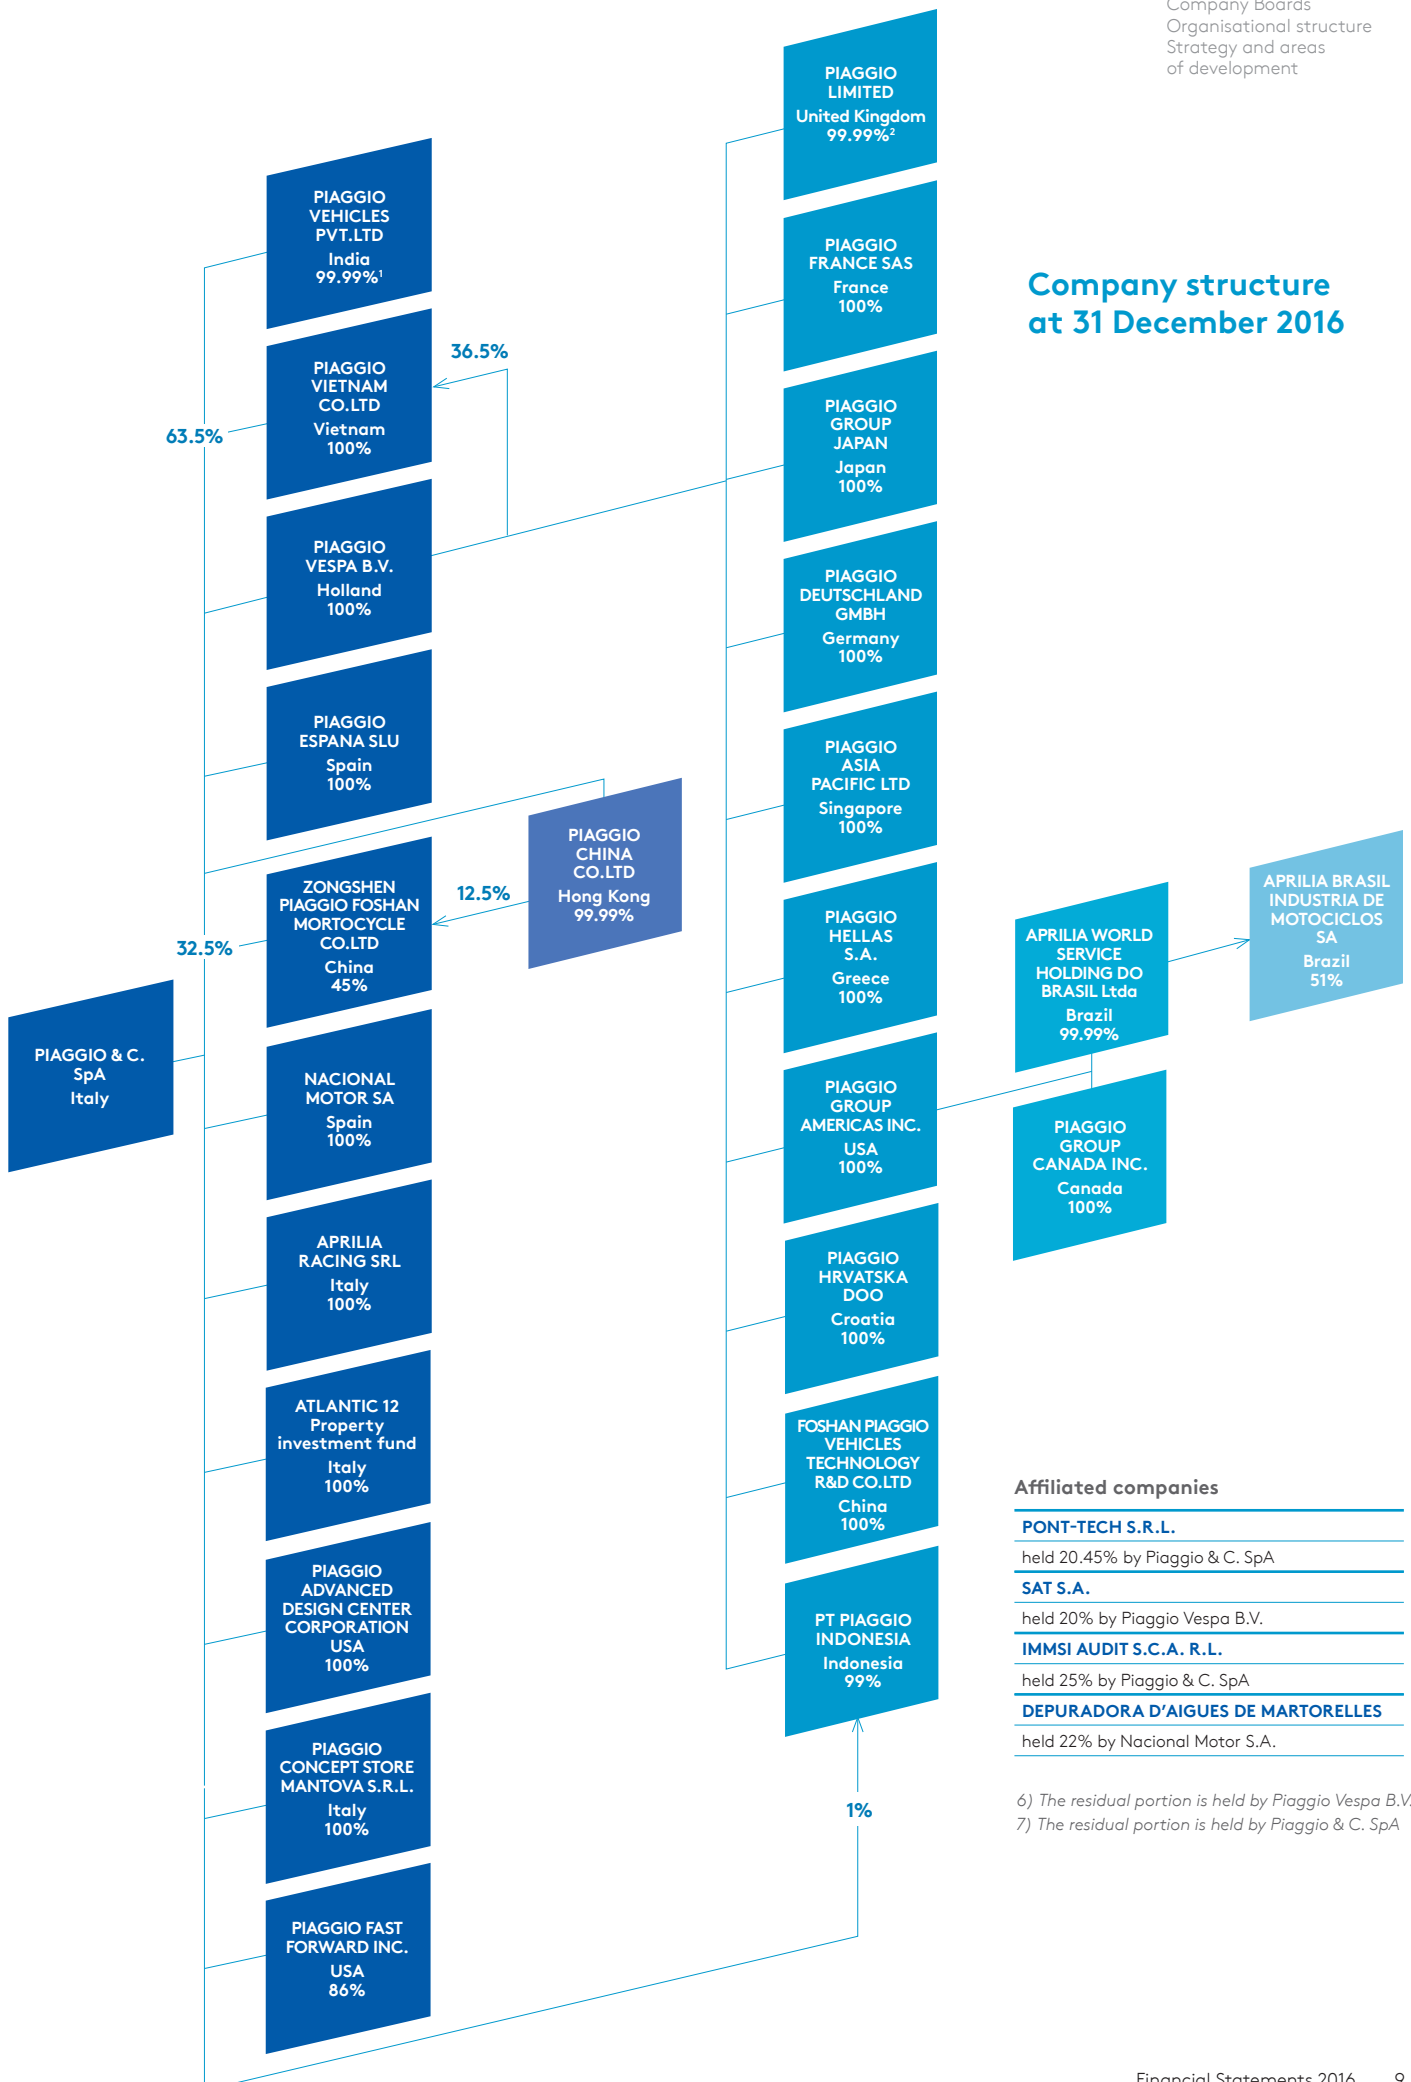 Company Boards
Organisational structure
Strategy and areas
of development
Company structure
at 31 December 2016
PIAGGIO & C.
SpA
Italy
PIAGGIO
VEHICLES
PVT.LTD
India
99.99%¹
63.5%
PIAGGIO
VIETNAM
CO.LTD
Vietnam
100%
36.5%
PIAGGIO
VESPA B.V.
Holland
100%
PIAGGIO
ESPANA SLU
Spain
100%
32.5%
ZONGSHEN
PIAGGIO FOSHAN
MORTOCYCLE
CO.LTD
China
45%
12.5%
PIAGGIO
CHINA
CO.LTD
Hong Kong
99.99%
NACIONAL
MOTOR SA
Spain
100%
APRILIA
RACING SRL
Italy
100%
ATLANTIC 12
Property
investment fund
Italy
100%
PIAGGIO
ADVANCED
DESIGN CENTER
CORPORATION
USA
100%
PIAGGIO
CONCEPT STORE
MANTOVA S.R.L.
Italy
100%
PIAGGIO FAST
FORWARD INC.
USA
86%
PIAGGIO
LIMITED
United Kingdom
99.99%²
PIAGGIO
FRANCE SAS
France
100%
PIAGGIO
GROUP
JAPAN
Japan
100%
PIAGGIO
DEUTSCHLAND
GMBH
Germany
100%
PIAGGIO
ASIA
PACIFIC LTD
Singapore
100%
PIAGGIO
HELLAS
S.A.
Greece
100%
PIAGGIO
GROUP
AMERICAS INC.
USA
100%
PIAGGIO
HRVATSKA
DOO
Croatia
100%
FOSHAN PIAGGIO
VEHICLES
TECHNOLOGY
R&D CO.LTD
China
100%
PT PIAGGIO
INDONESIA
Indonesia
99%
1%
APRILIA WORLD
SERVICE
HOLDING DO
BRASIL Ltda
Brazil
99.99%
PIAGGIO
GROUP
CANADA INC.
Canada
100%
APRILIA BRASIL
INDUSTRIA DE
MOTOCICLOS
SA
Brazil
51%
Affiliated companies
PONT-TECH S.R.L.
held 20.45% by Piaggio & C. SpA
SAT S.A.
held 20% by Piaggio Vespa B.V.
IMMSI AUDIT S.C.A. R.L.
held 25% by Piaggio & C. SpA
DEPURADORA D'AIGUES DE MARTORELLES
held 22% by Nacional Motor S.A.
6) The residual portion is held by Piaggio Vespa B.V.
7) The residual portion is held by Piaggio & C. SpA
Financial Statements 2016 9